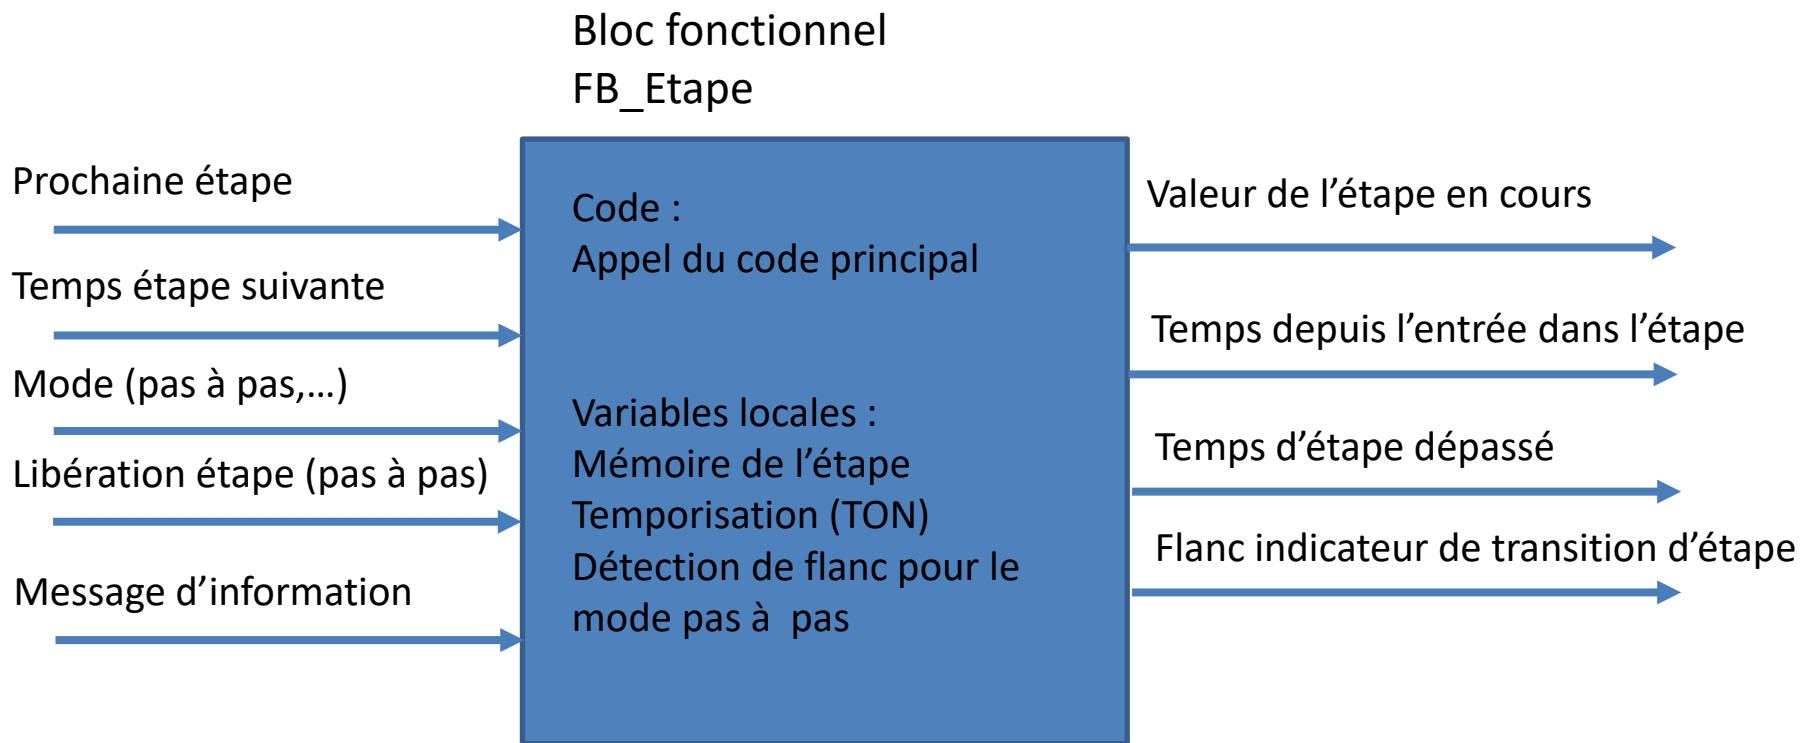 Bloc fonctionnel
FB_Etape
Prochaine étape
Temps étape suivante
Mode (pas à pas,…)
Libération étape (pas à pas)
Message d’information
Code :
Appel du code principal
Variables locales :
Mémoire de l’étape
Temporisation (TON)
Détection de flanc pour le
mode pas à  pas
Valeur de l’étape en cours
Temps depuis l’entrée dans l’étape
Temps d’étape dépassé
Flanc indicateur de transition d’étape